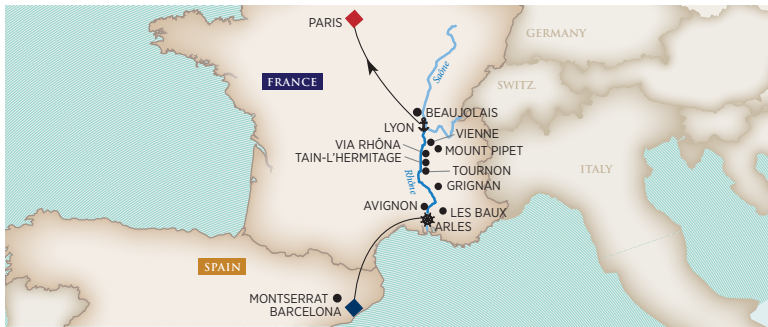 PARIS
GERMANY
Saône
FRANCE
SWITZ.
BEAUJOLAIS
LYON
VIENNE
VIA RHÔNA
MOUNT PIPET
TAIN-L'HERMITAGE
ITALY
TOURNON
Rhône
GRIGNAN
AVIGNON
LES BAUX
ARLES
SPAIN
MONTSERRAT
BARCELONA